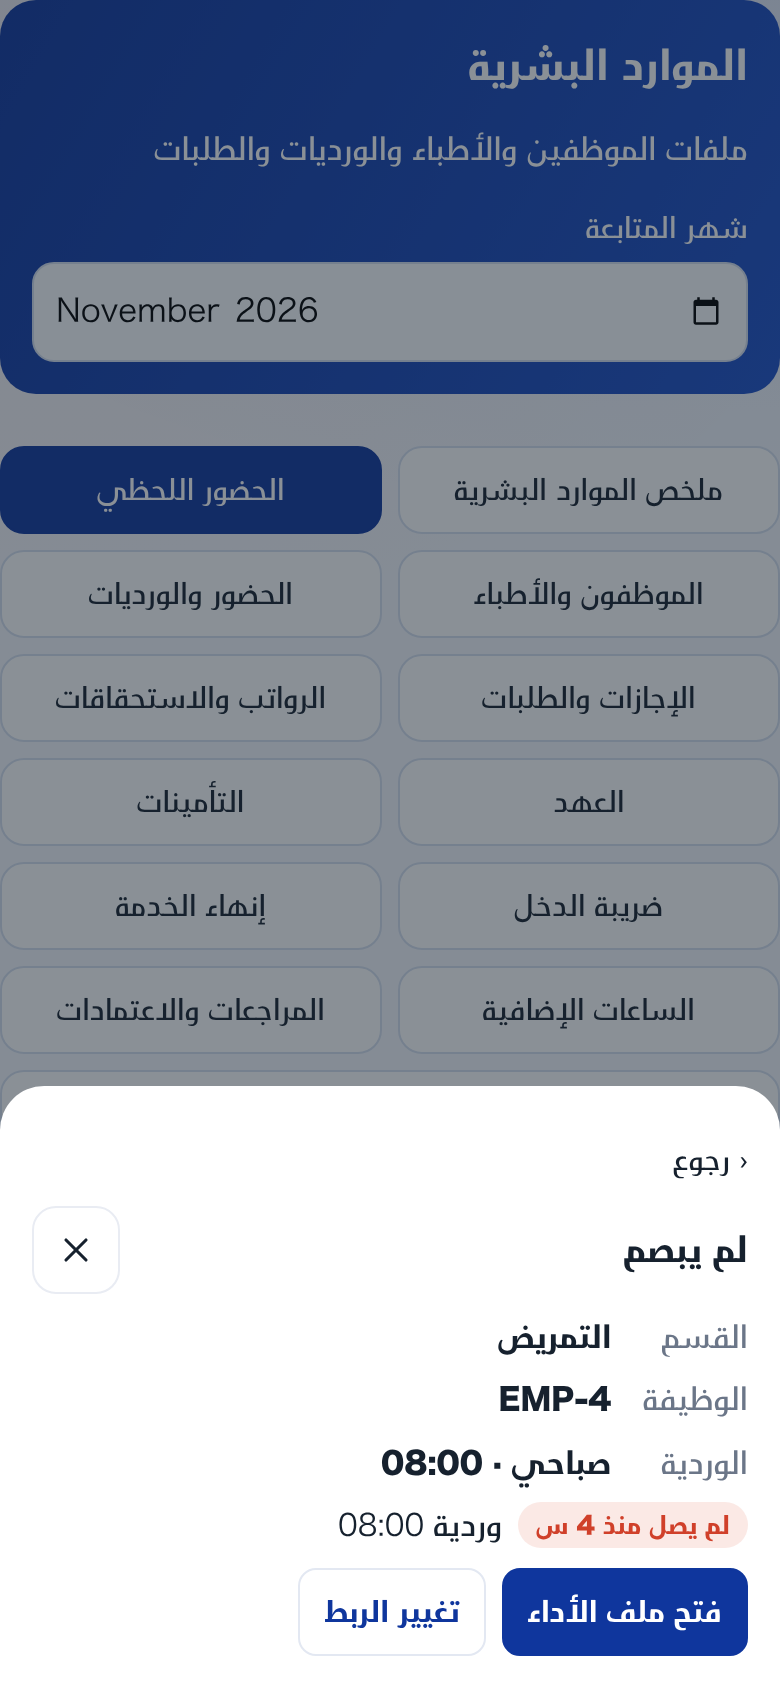 الموارد البشرية
ملفات الموظفين والأطباء والورديات والطلبات
شهر المتابعة
November 2026
ملخص الموارد البشرية
الحضور اللحظي
الموظفون والأطباء
الحضور والورديات
الإجازات والطلبات
الرواتب والاستحقاقات
العهد
التأمينات
ضريبة الدخل
إنهاء الخدمة
الساعات الإضافية
المراجعات والاعتمادات
‹ رجوع
لم يبصم
القسم التمريض
الوظيفة EMP-4
الوردية صباحي · 08:00
لم يصل منذ 4 س وردية 08:00
فتح ملف الأداء
تغيير الربط